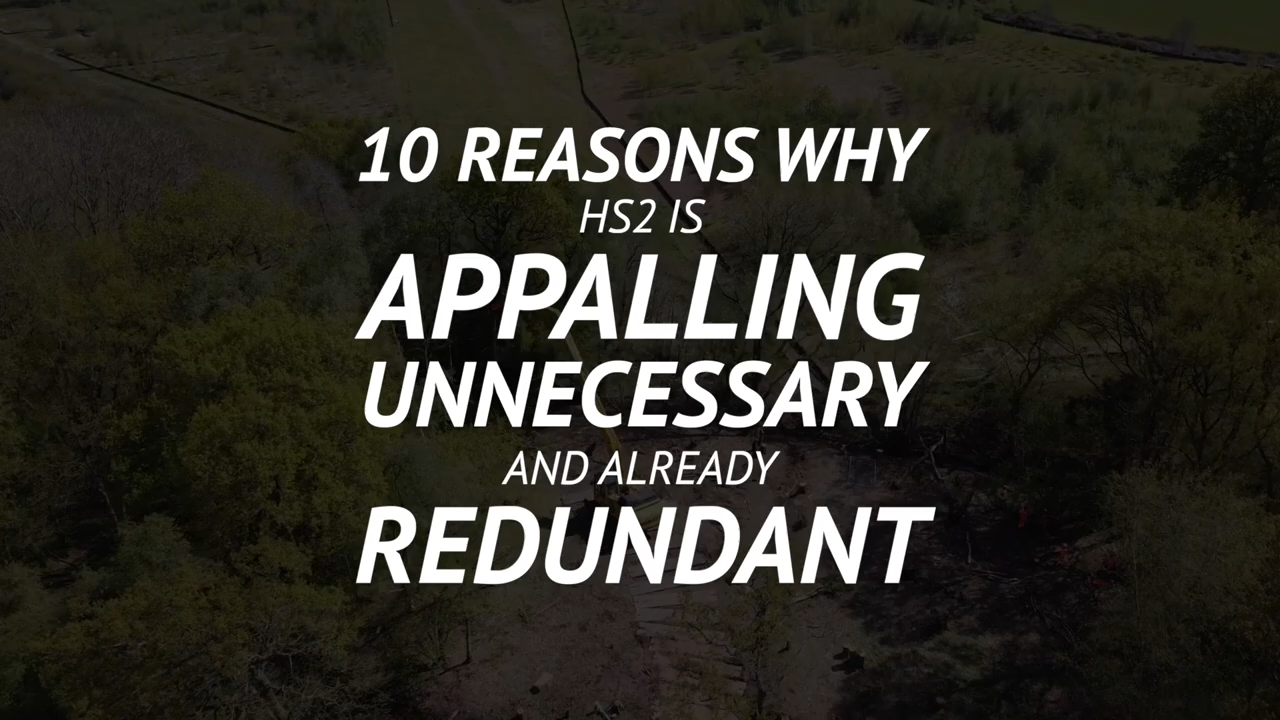 10 REASONS WHY
HS2 IS
APPALLING
UNNECESSARY
AND ALREADY
REDUNDANT